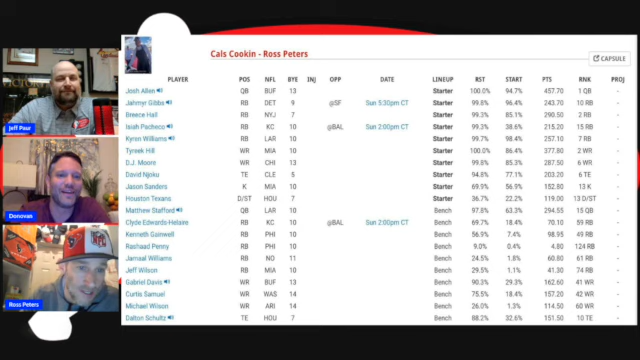 Cals Cookin - Ross Peters
CAPSULE
PLAYER POS NFL BYE INJ OPP DATE LINEUP RST START PTS RNK PROJ
Josh Allen QB BUF 13 Starter 100.0% 94.7% 457.70 1 QB -
Jahmyr Gibbs RB DET 9 @SF Sun 5:30pm CT Starter 99.8% 96.4% 243.70 10 RB -
Breece Hall RB NYJ 7 Starter 99.3% 85.1% 290.50 2 RB -
Isiah Pacheco RB KC 10 @BAL Sun 2:00pm CT Starter 99.3% 38.6% 215.20 15 RB -
Kyren Williams RB LAR 10 Starter 99.7% 98.4% 257.10 7 RB -
Tyreek Hill WR MIA 10 Starter 100.0% 86.4% 377.80 2 WR -
D.J. Moore WR CHI 13 Starter 99.8% 85.3% 287.50 6 WR -
David Njoku TE CLE 5 Starter 94.8% 77.1% 203.20 6 TE -
Jason Sanders K MIA 10 Starter 69.9% 56.9% 152.80 13 K -
Houston Texans D/ST HOU 7 Starter 36.7% 22.2% 119.00 13 D/ST -
Matthew Stafford QB LAR 10 Bench 97.8% 63.3% 294.55 15 QB -
Clyde Edwards-Helaire RB KC 10 @BAL Sun 2:00pm CT Bench 69.7% 18.4% 70.10 59 RB -
Kenneth Gainwell RB PHI 10 Bench 56.9% 7.4% 98.95 49 RB -
Rashaad Penny RB PHI 10 Bench 9.0% 0.4% 4.80 124 RB -
Jamaal Williams RB NO 11 Bench 24.5% 1.8% 60.80 61 RB -
Jeff Wilson RB MIA 10 Bench 29.5% 1.1% 41.30 74 RB -
Gabriel Davis WR BUF 13 Bench 90.3% 29.3% 162.60 41 WR -
Curtis Samuel WR WAS 14 Bench 75.5% 18.4% 157.20 42 WR -
Michael Wilson WR ARI 14 Bench 26.0% 1.3% 114.50 60 WR -
Dalton Schultz TE HOU 7 Bench 88.2% 32.6% 151.50 10 TE -
Jeff Paur
Donovan
NFL
Ross Peters